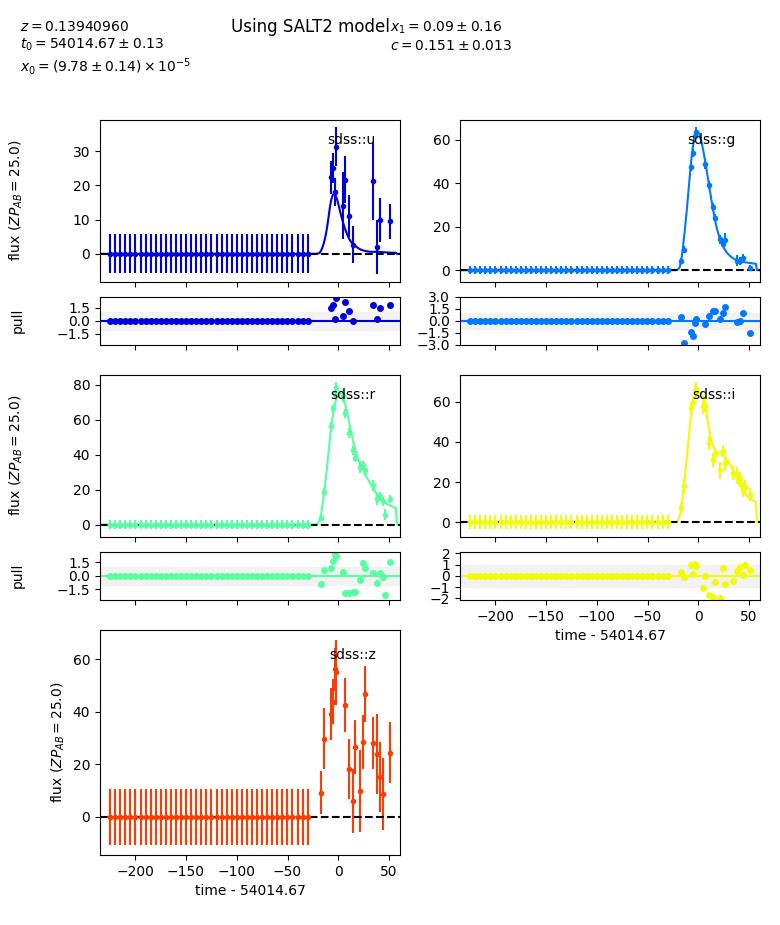 z = 0.13940960
t0 = 54014.67 ± 0.13
x0 = (9.78 ± 0.14) × 10^−5
Using SALT2 model
x1 = 0.09 ± 0.16
c = 0.151 ± 0.013
sdss::u
flux (ZP_AB = 25.0)
30
20
10
0
pull
1.5
0.0
−1.5
sdss::g
60
40
20
0
3.0
1.5
0.0
−1.5
−3.0
sdss::r
flux (ZP_AB = 25.0)
80
60
40
20
0
pull
1.5
0.0
−1.5
sdss::i
60
40
20
0
2
1
0
−1
−2
−200 −150 −100 −50 0 50
time - 54014.67
sdss::z
flux (ZP_AB = 25.0)
60
40
20
0
−200 −150 −100 −50 0 50
time - 54014.67